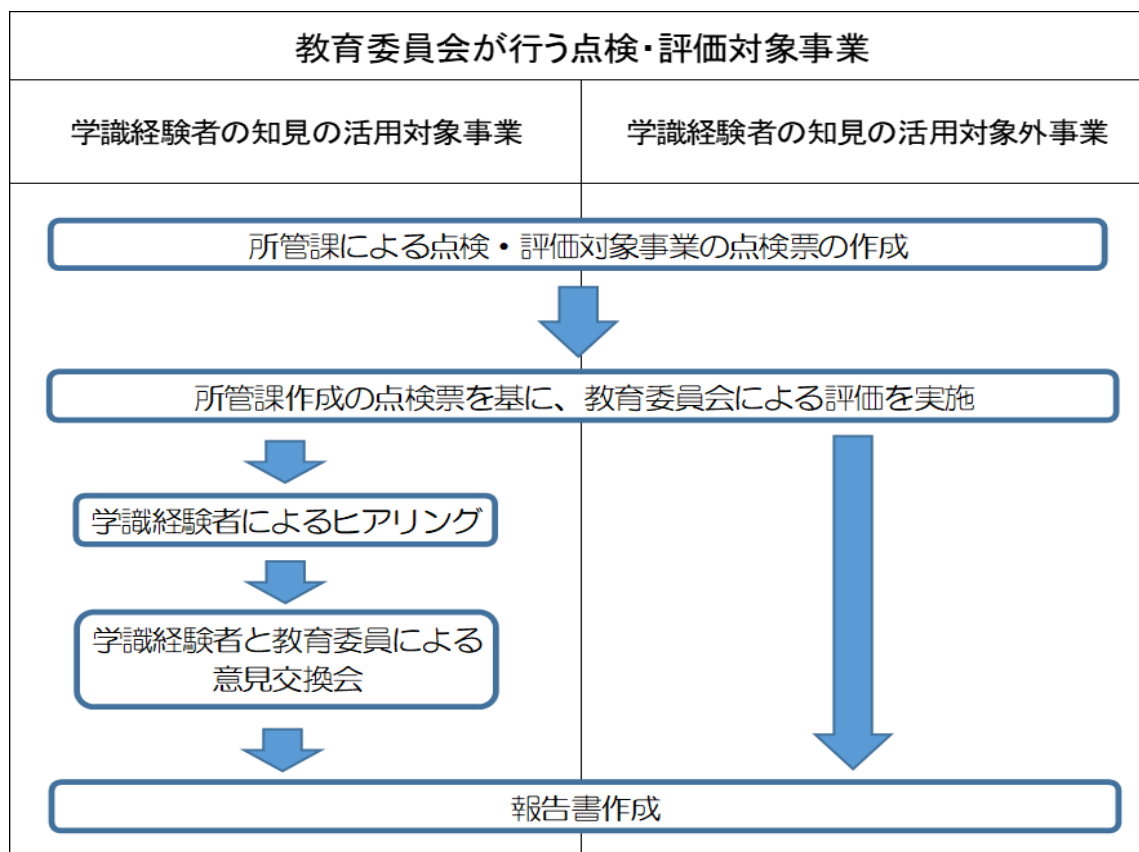 教育委員会が行う点検・評価対象事業
学識経験者の知見の活用対象事業
学識経験者の知見の活用対象外事業
所管課による点検・評価対象事業の点検票の作成
所管課作成の点検票を基に、教育委員会による評価を実施
学識経験者によるヒアリング
学識経験者と教育委員による
意見交換会
報告書作成